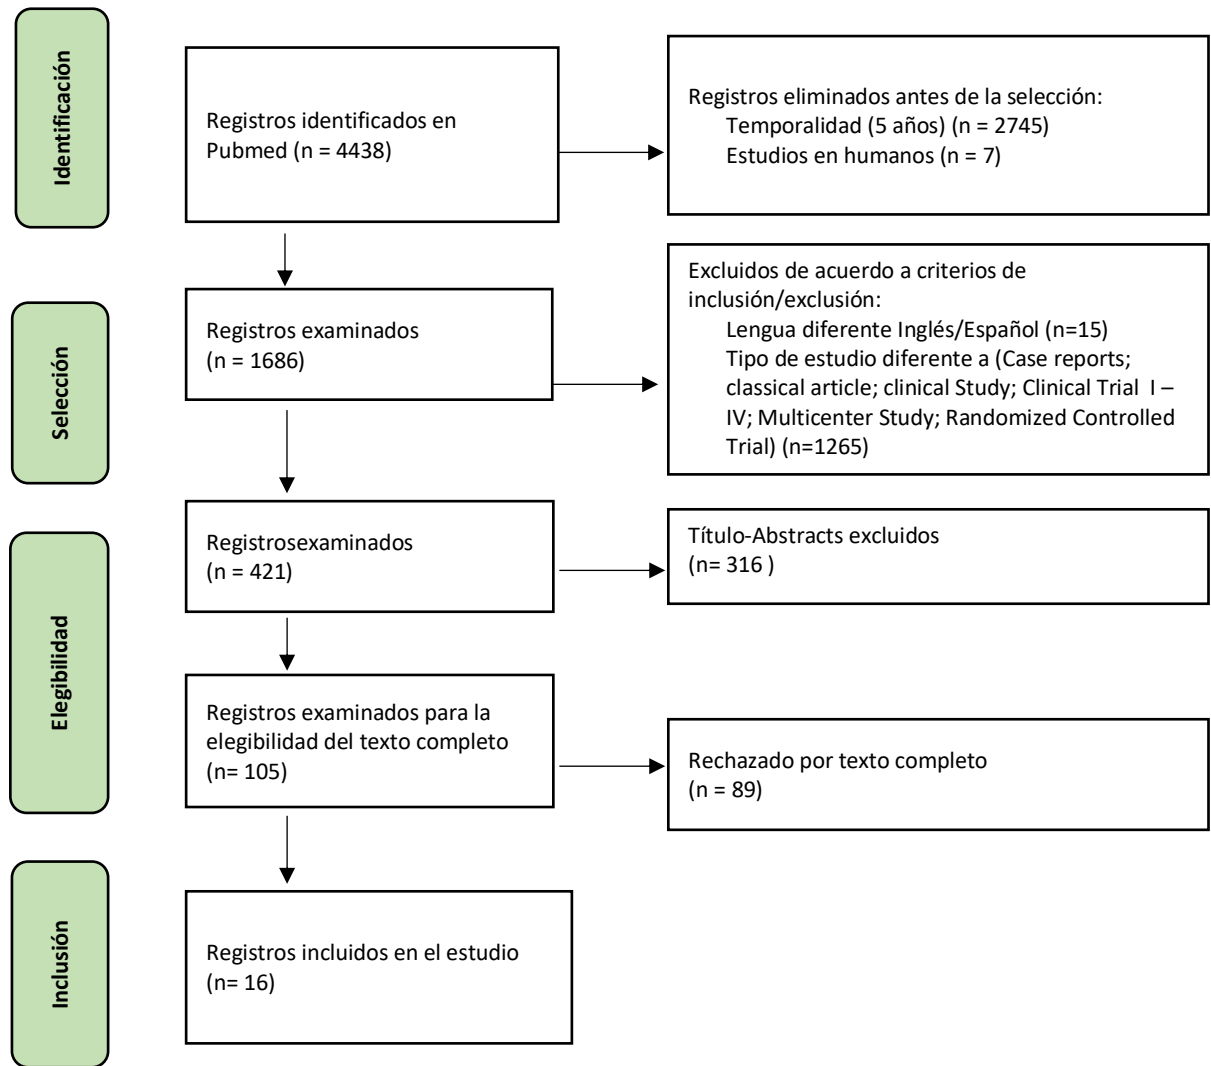 Identificación
Registros identificados en
Pubmed (n = 4438)
Registros eliminados antes de la selección:
Temporalidad (5 años) (n = 2745)
Estudios en humanos (n = 7)
Selección
Registros examinados
(n = 1686)
Excluidos de acuerdo a criterios de
inclusión/exclusión:
Lengua diferente Inglés/Español (n=15)
Tipo de estudio diferente a (Case reports;
classical article; clinical Study; Clinical Trial I –
IV; Multicenter Study; Randomized Controlled
Trial) (n=1265)
Elegibilidad
Registrosexaminados
(n = 421)
Título-Abstracts excluidos
(n= 316 )
Registros examinados para la
elegibilidad del texto completo
(n= 105)
Rechazado por texto completo
(n = 89)
Inclusión
Registros incluidos en el estudio
(n= 16)